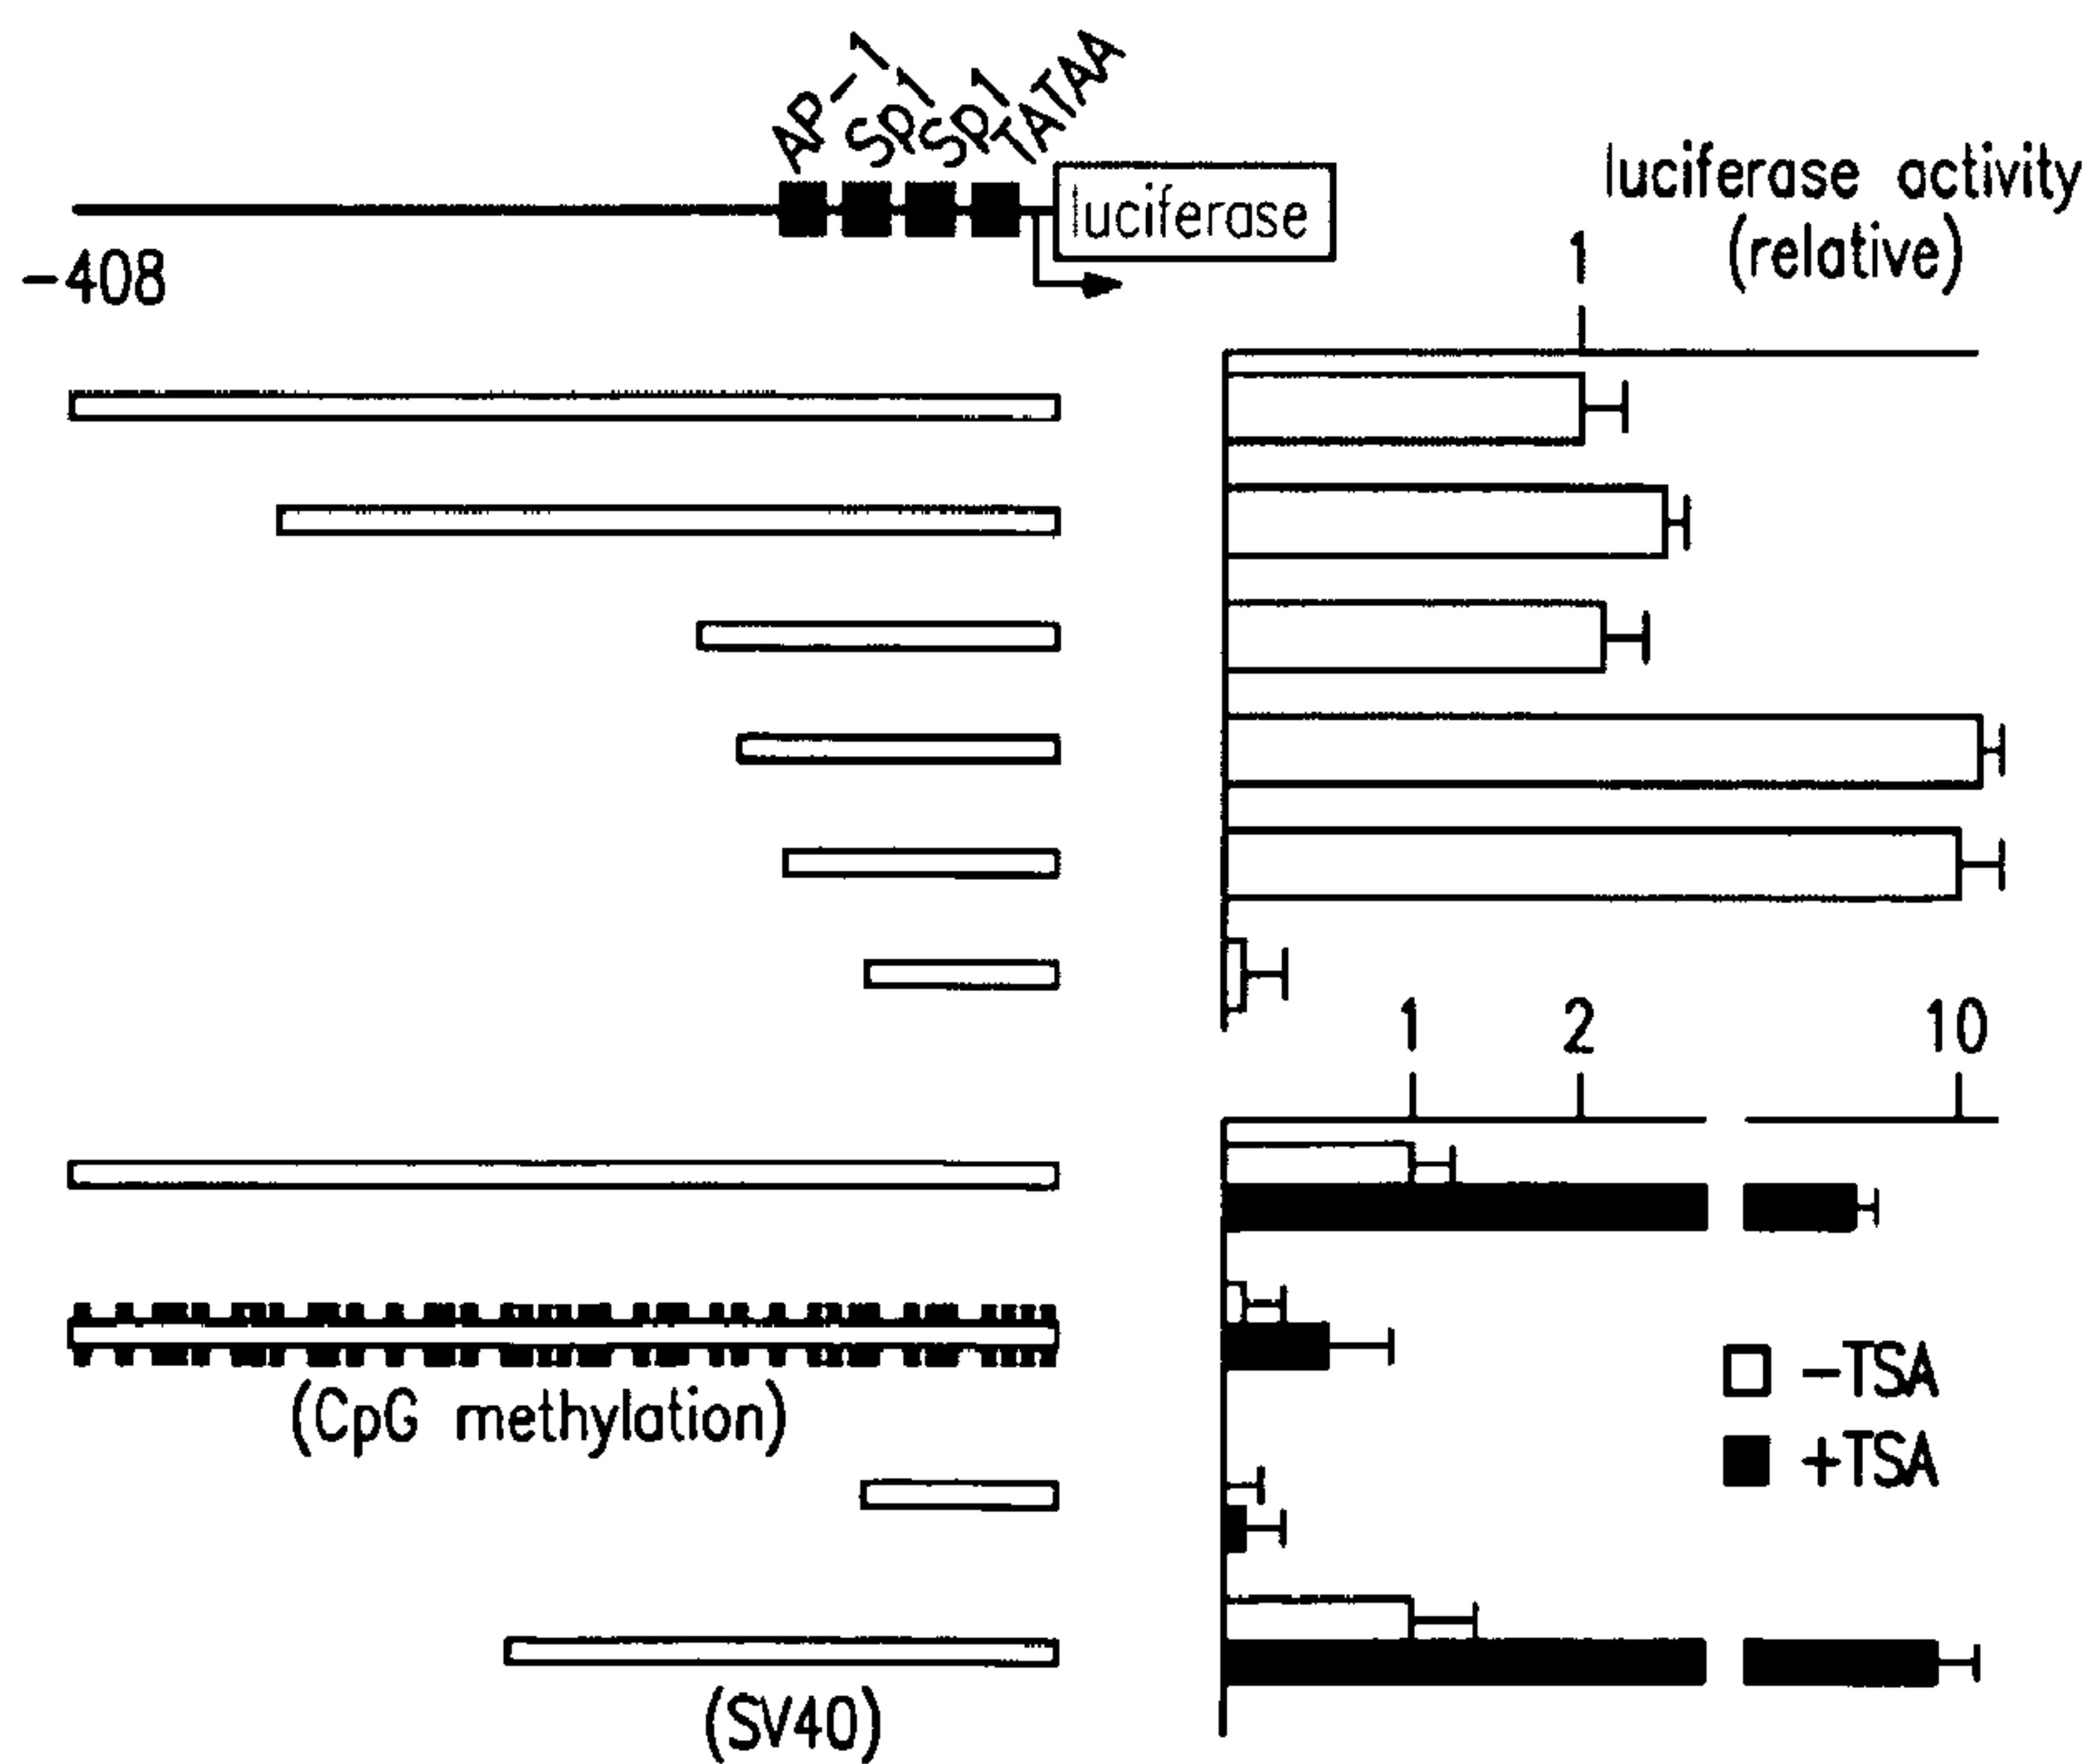 AP-1
SP1
SP1
TATAA
luciferase
-408
luciferase activity
(relative)
1
1
2
10
(CpG methylation)
-TSA
+TSA
(SV40)